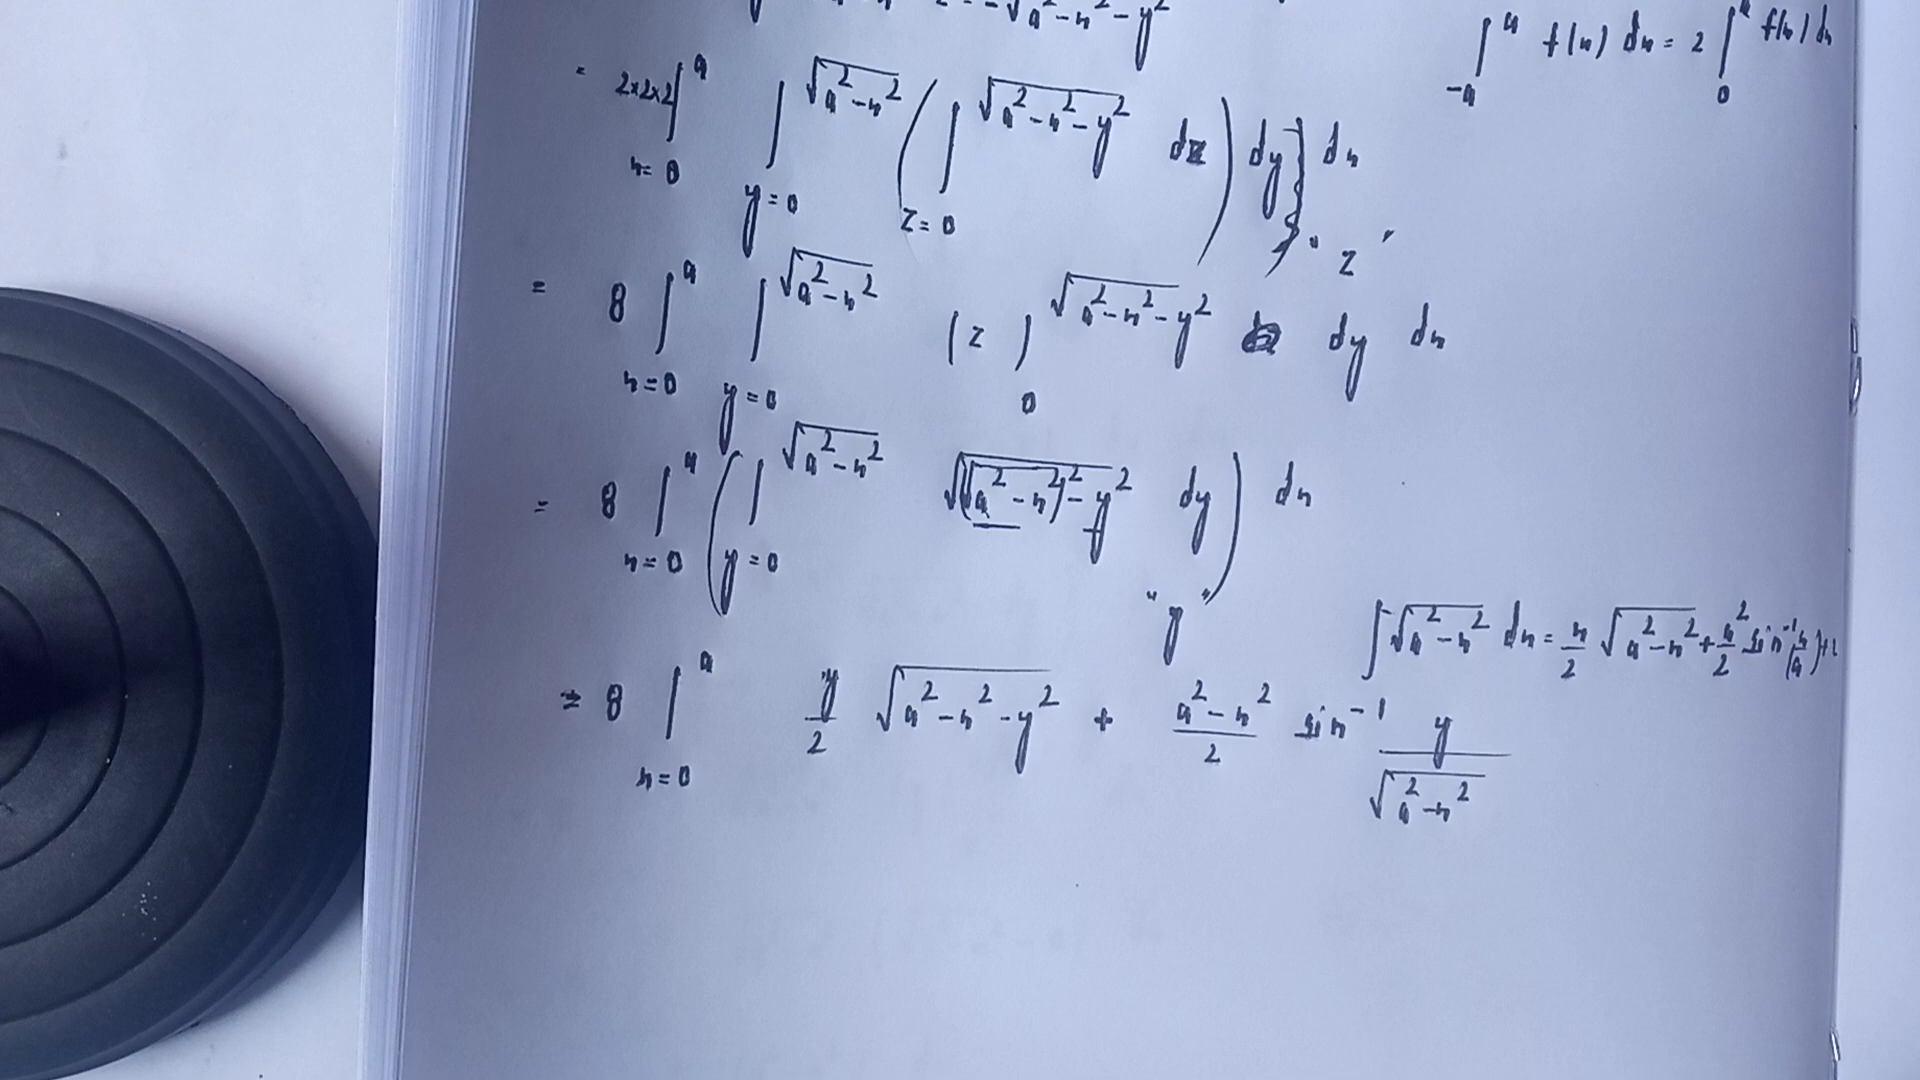 z = -√(a² - x² - y²)
∫_{-a}^{a} f(x) dx = 2 ∫_{0}^{a} f(x) dx
= 2×2×2 ∫_{x=0}^{a} ∫_{y=0}^{√(a² - x²)} ( ∫_{z=0}^{√(a² - x² - y²)} dz ) dy } dx
" z "
= 8 ∫_{x=0}^{a} ∫_{y=0}^{√(a² - x²)} ( z )_{0}^{√(a² - x² - y²)} dy dx
= 8 ∫_{x=0}^{a} ( ∫_{y=0}^{√(a² - x²)} √((√(a² - x²))² - y²) dy ) dx
" y "
∫ √(a² - x²) dx = x/2 √(a² - x²) + a²/2 sin⁻¹(x/a) + c
= 8 ∫_{x=0}^{a} y/2 √(a² - x² - y²) + (a² - x²)/2 sin⁻¹ y/√(a² - x²)